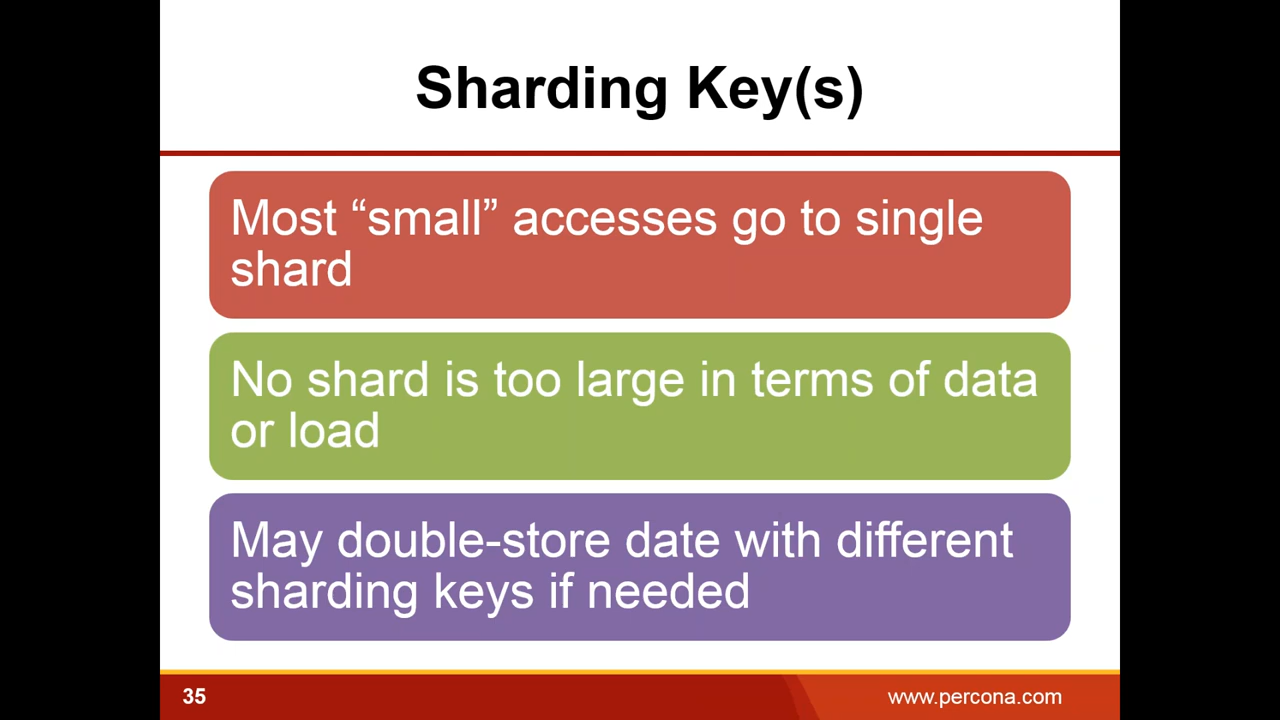 Sharding Key(s)
Most “small” accesses go to single
shard
No shard is too large in terms of data
or load
May double-store date with different
sharding keys if needed
35
www.percona.com